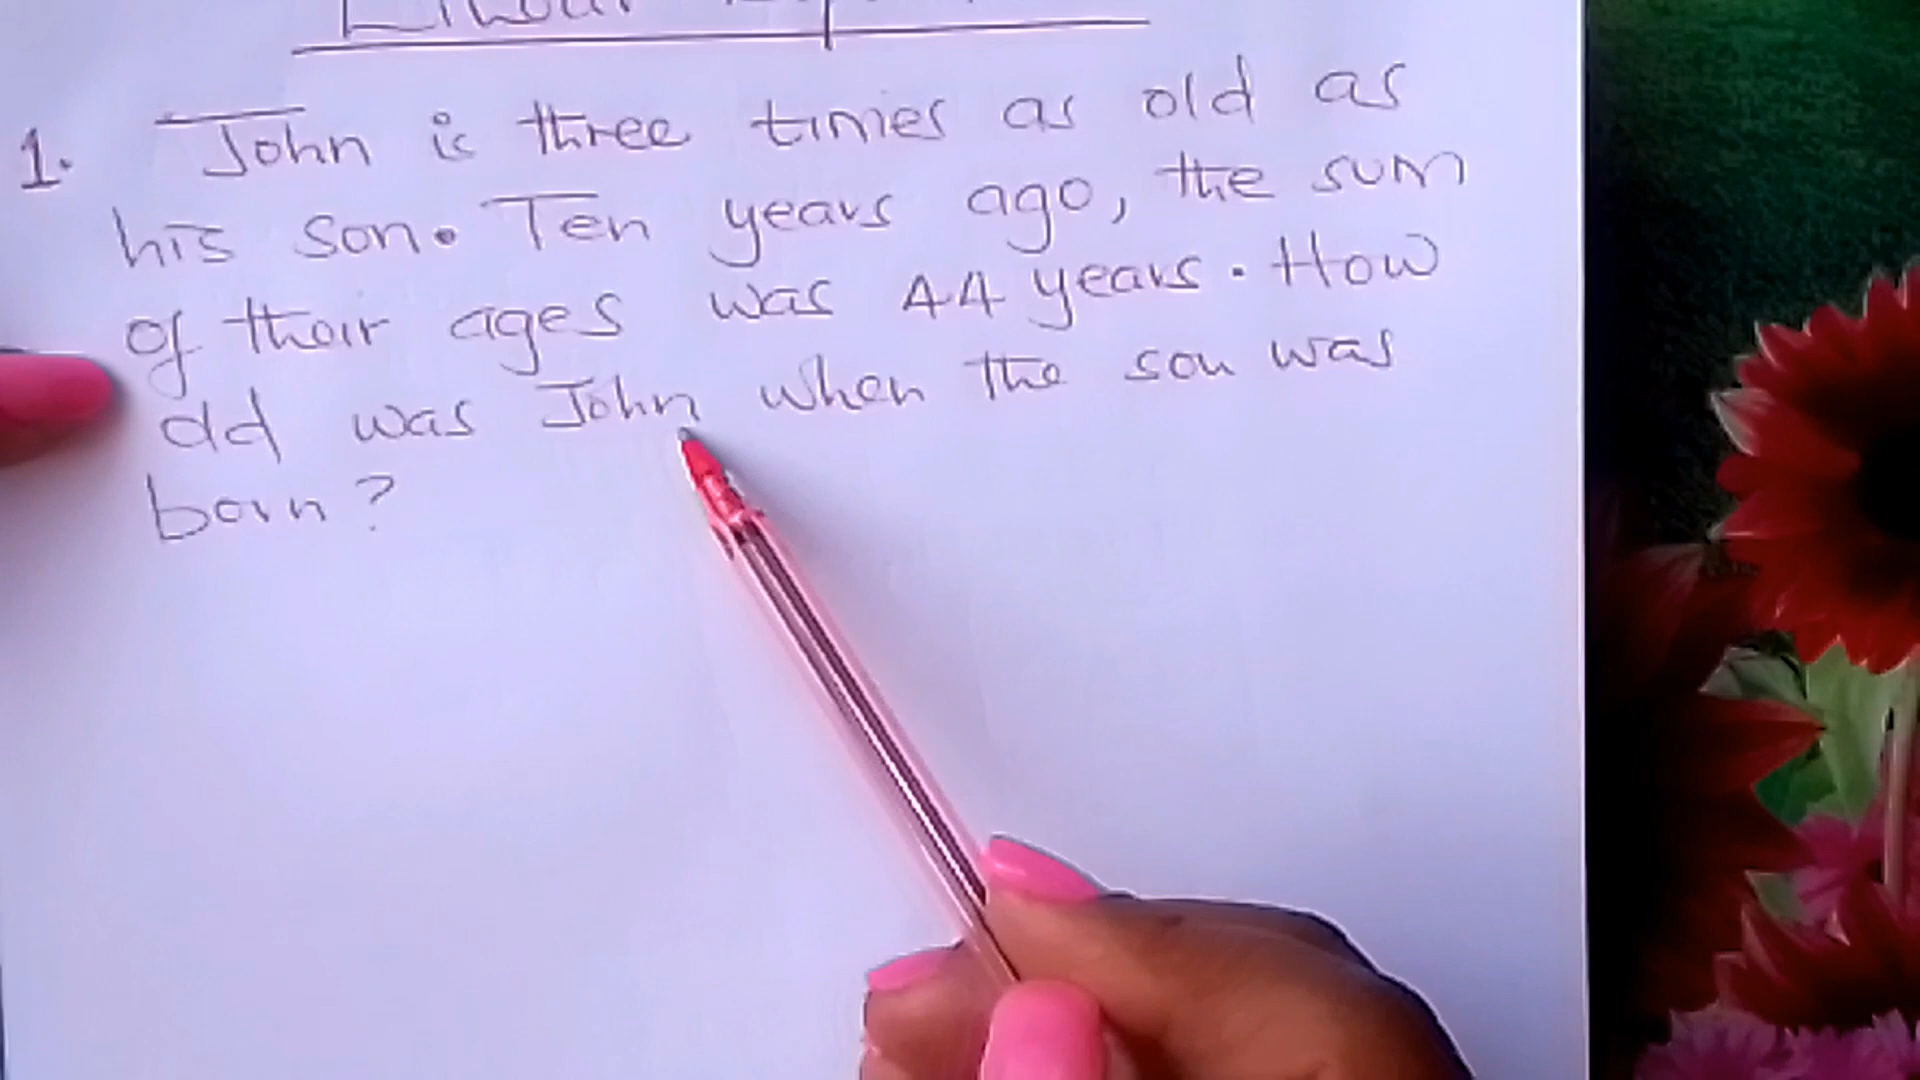 Linear
1. John is three times as old as
his son. Ten years ago, the sum
of their ages was 44 years. How
old was John when the son was
born?